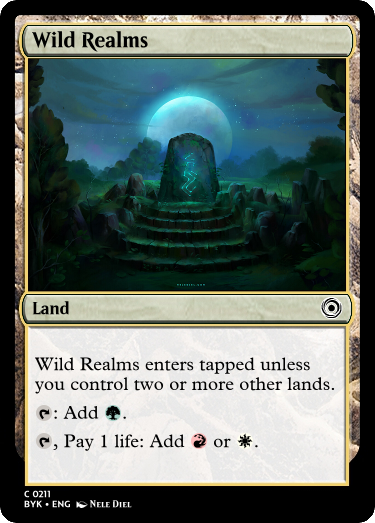 Wild Realms
Land
Wild Realms enters tapped unless
you control two or more other lands.
: Add .
, Pay 1 life: Add or .
C 0211
BYK • ENG Nele Diel